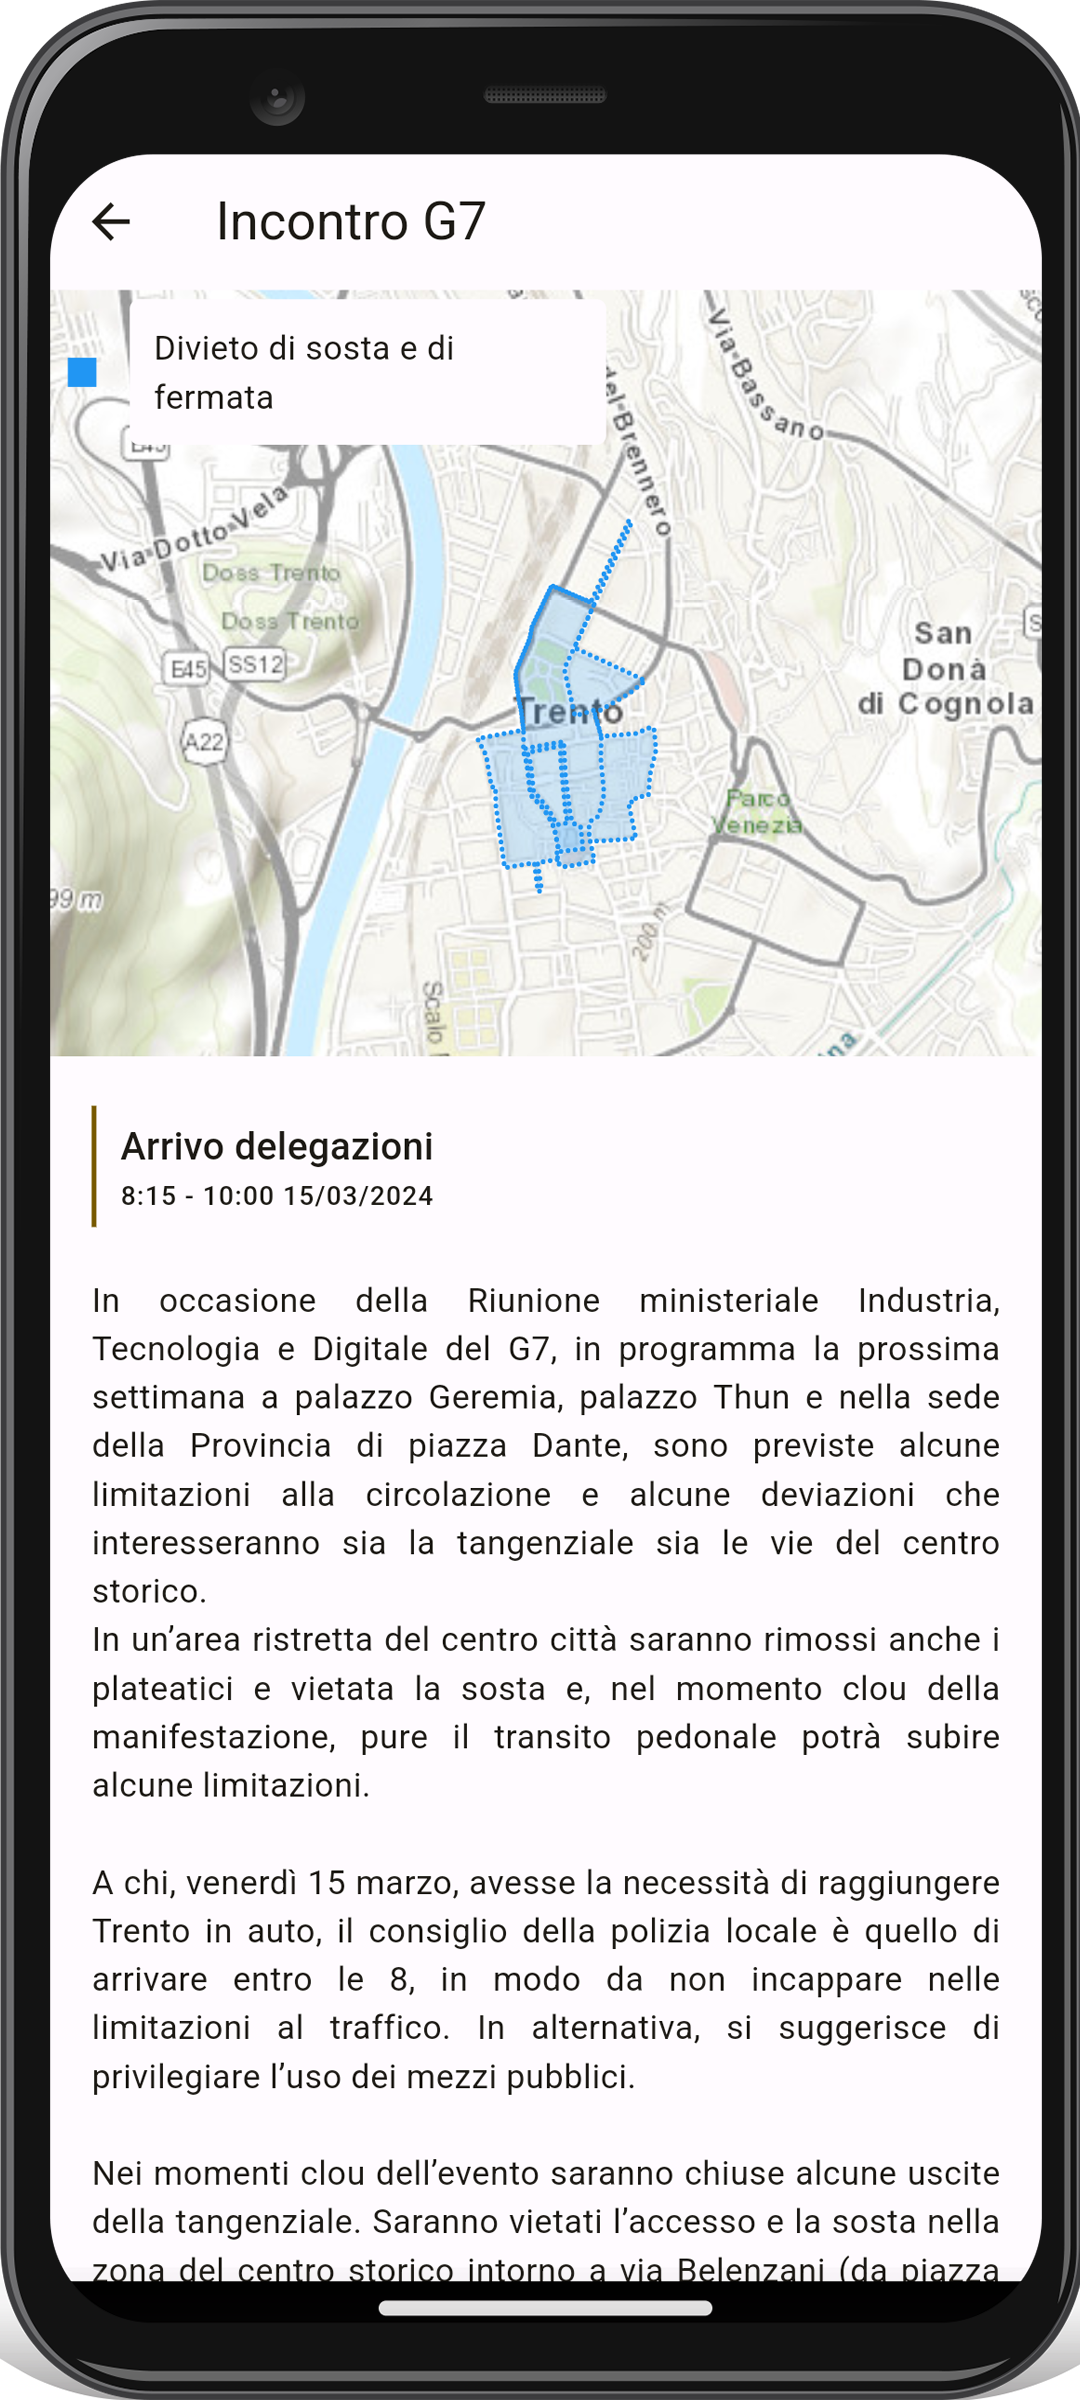 Incontro G7
Divieto di sosta e di
fermata
del Brennero
Via Bassano
E45
Via Dotto Vela
Doss Trento
Doss Trento
San
Donà
di Cognola
E45
SS12
A22
Trento
Parco
Venezia
99 m
200 m
Scalo
Arrivo delegazioni
8:15 - 10:00 15/03/2024
In occasione della Riunione ministeriale Industria,
Tecnologia e Digitale del G7, in programma la prossima
settimana a palazzo Geremia, palazzo Thun e nella sede
della Provincia di piazza Dante, sono previste alcune
limitazioni alla circolazione e alcune deviazioni che
interesseranno sia la tangenziale sia le vie del centro
storico.
In un’area ristretta del centro città saranno rimossi anche i
plateatici e vietata la sosta e, nel momento clou della
manifestazione, pure il transito pedonale potrà subire
alcune limitazioni.
A chi, venerdì 15 marzo, avesse la necessità di raggiungere
Trento in auto, il consiglio della polizia locale è quello di
arrivare entro le 8, in modo da non incappare nelle
limitazioni al traffico. In alternativa, si suggerisce di
privilegiare l’uso dei mezzi pubblici.
Nei momenti clou dell’evento saranno chiuse alcune uscite
della tangenziale. Saranno vietati l’accesso e la sosta nella
zona del centro storico intorno a via Belenzani (da piazza